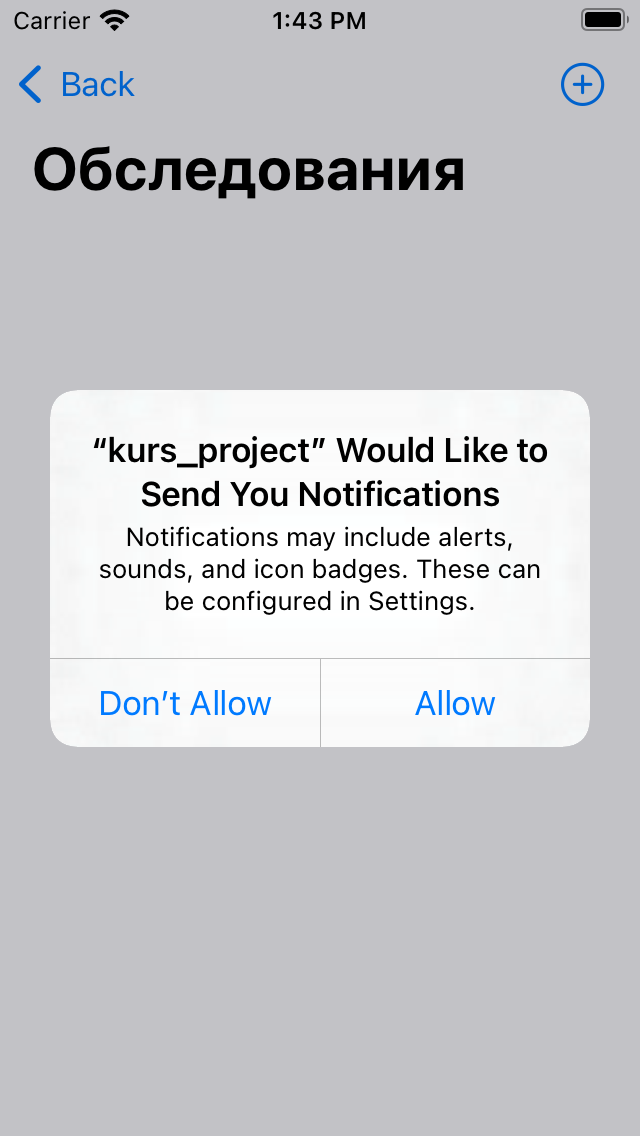 Carrier 1:43 PM
Back
Обследования
“kurs_project” Would Like to
Send You Notifications
Notifications may include alerts,
sounds, and icon badges. These can
be configured in Settings.
Don’t Allow Allow